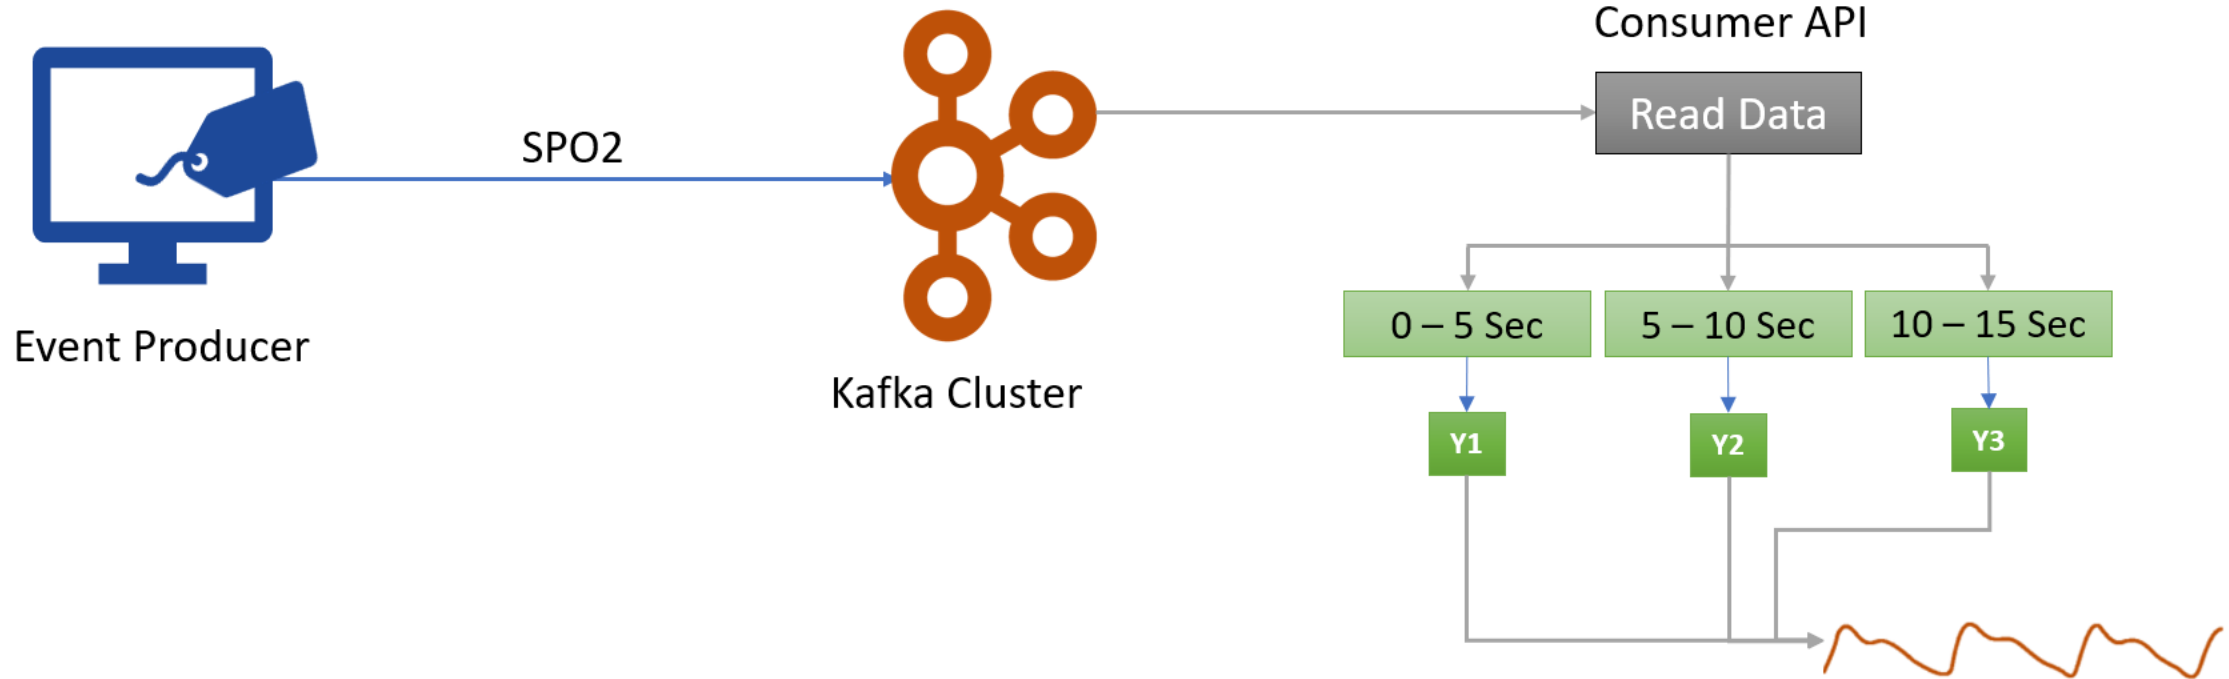 Consumer API
Read Data
SPO2
Event Producer
Kafka Cluster
0 – 5 Sec
5 – 10 Sec
10 – 15 Sec
Y1
Y2
Y3